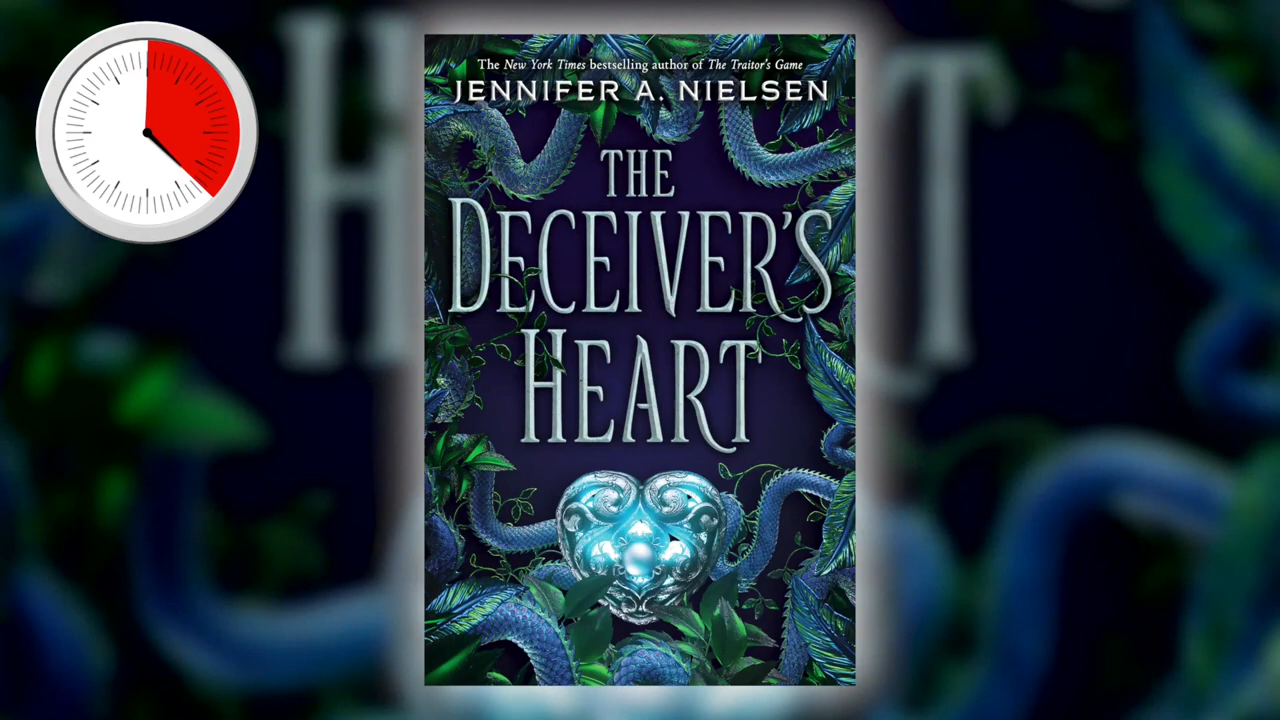 The New York Times bestselling author of The Traitor's Game
JENNIFER A. NIELSEN
THE
DECEIVER'S
HEART